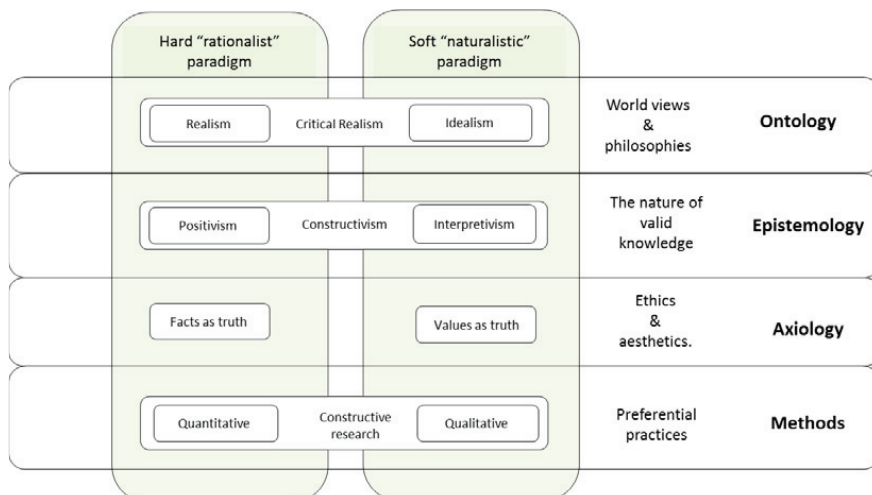 Hard “rationalist”
paradigm
Soft “naturalistic”
paradigm
Realism
Critical Realism
Idealism
World views
&
philosophies
Ontology
Positivism
Constructivism
Interpretivism
The nature of
valid
knowledge
Epistemology
Facts as truth
Values as truth
Ethics
&
aesthetics.
Axiology
Quantitative
Constructive
research
Qualitative
Preferential
practices
Methods